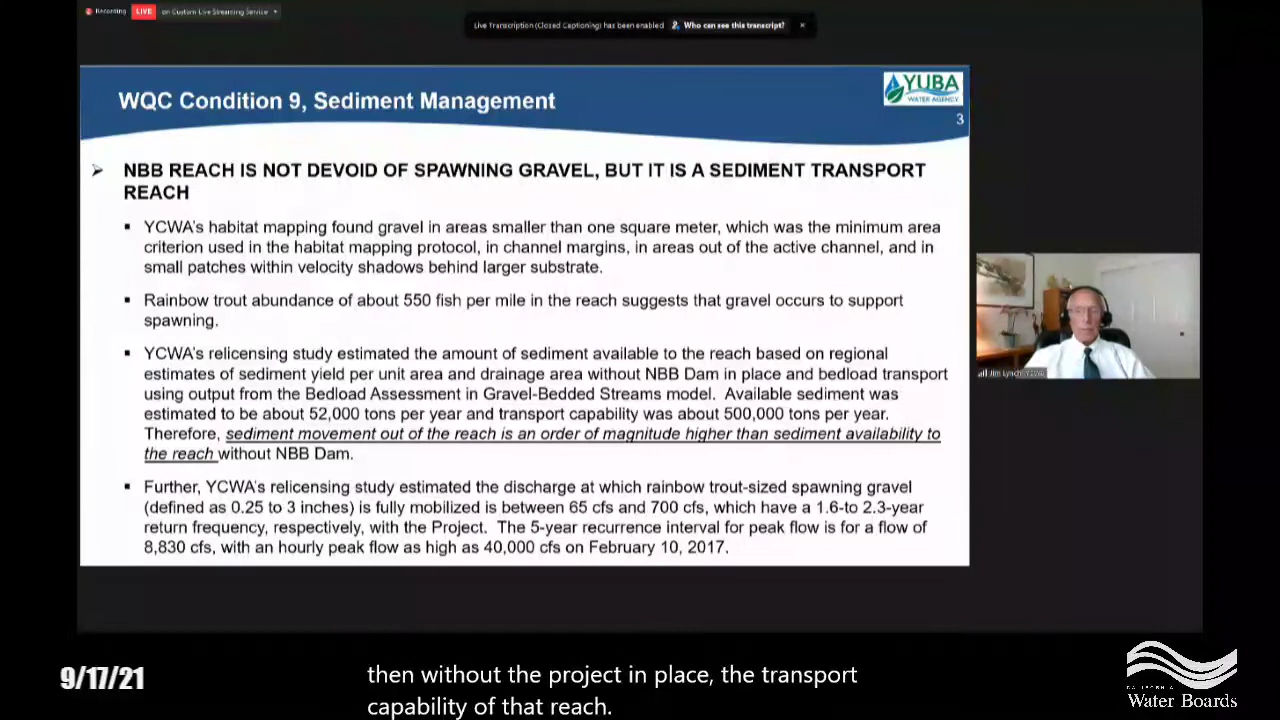 Recording LIVE on Custom Live Streaming Service
Live Transcription (Closed Captioning) has been enabled Who can see this transcript?
WQC Condition 9, Sediment Management
YUBA
WATER AGENCY
3
NBB REACH IS NOT DEVOID OF SPAWNING GRAVEL, BUT IT IS A SEDIMENT TRANSPORT
REACH
YCWA's habitat mapping found gravel in areas smaller than one square meter, which was the minimum area
criterion used in the habitat mapping protocol, in channel margins, in areas out of the active channel, and in
small patches within velocity shadows behind larger substrate.
Rainbow trout abundance of about 550 fish per mile in the reach suggests that gravel occurs to support
spawning.
YCWA's relicensing study estimated the amount of sediment available to the reach based on regional
estimates of sediment yield per unit area and drainage area without NBB Dam in place and bedload transport
using output from the Bedload Assessment in Gravel-Bedded Streams model. Available sediment was
estimated to be about 52,000 tons per year and transport capability was about 500,000 tons per year.
Therefore, sediment movement out of the reach is an order of magnitude higher than sediment availability to
the reach without NBB Dam.
Further, YCWA's relicensing study estimated the discharge at which rainbow trout-sized spawning gravel
(defined as 0.25 to 3 inches) is fully mobilized is between 65 cfs and 700 cfs, which have a 1.6-to 2.3-year
return frequency, respectively, with the Project. The 5-year recurrence interval for peak flow is for a flow of
8,830 cfs, with an hourly peak flow as high as 40,000 cfs on February 10, 2017.
Jim Lynch
9/17/21
then without the project in place, the transport
capability of that reach.
CALIFORNIA
Water Boards